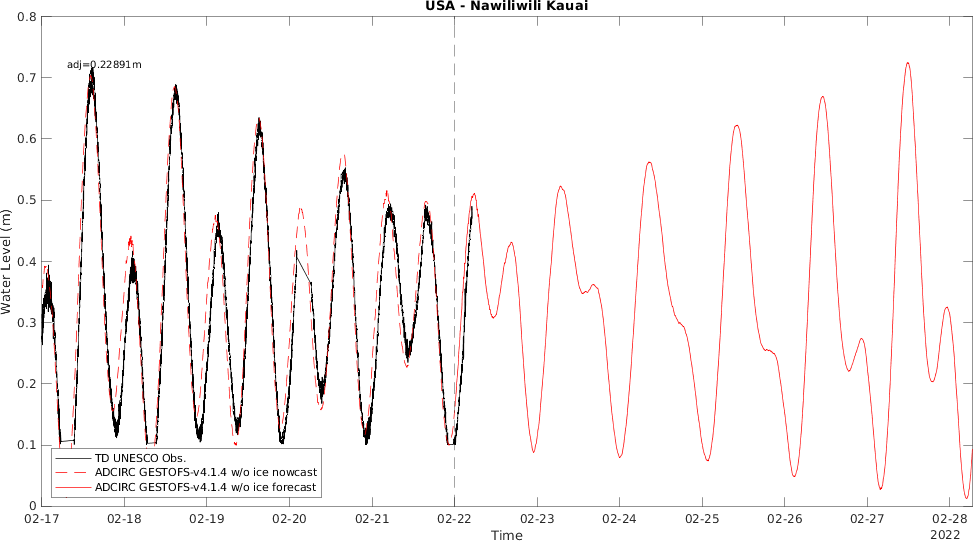 USA - Nawiliwili Kauai
0.8
adj=0.22891m
0.7
0.6
0.5
0.4
0.3
0.2
0.1
0
Water Level (m)
TD UNESCO Obs.
ADCIRC GESTOFS-v4.1.4 w/o ice nowcast
ADCIRC GESTOFS-v4.1.4 w/o ice forecast
02-17 02-18 02-19 02-20 02-21 02-22 02-23 02-24 02-25 02-26 02-27 02-28
2022
Time